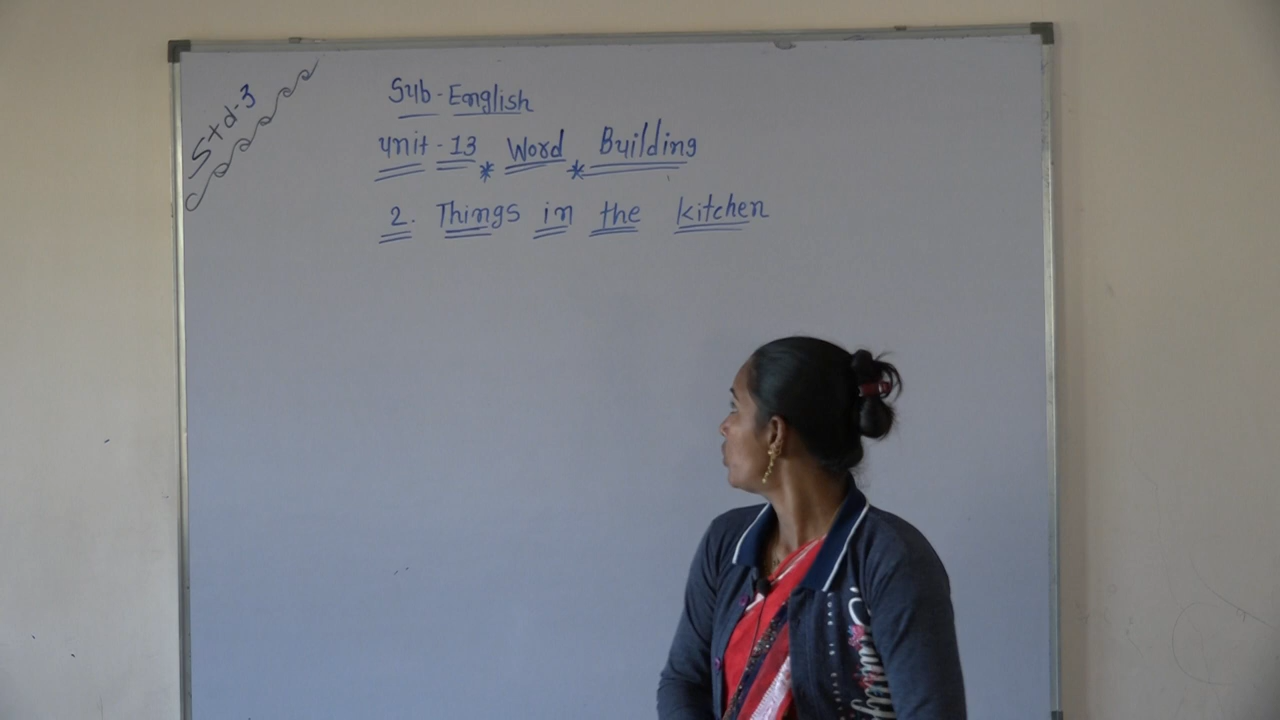 Std-3
Sub-English
Unit-13 * Word * Building
2. Things in the kitchen